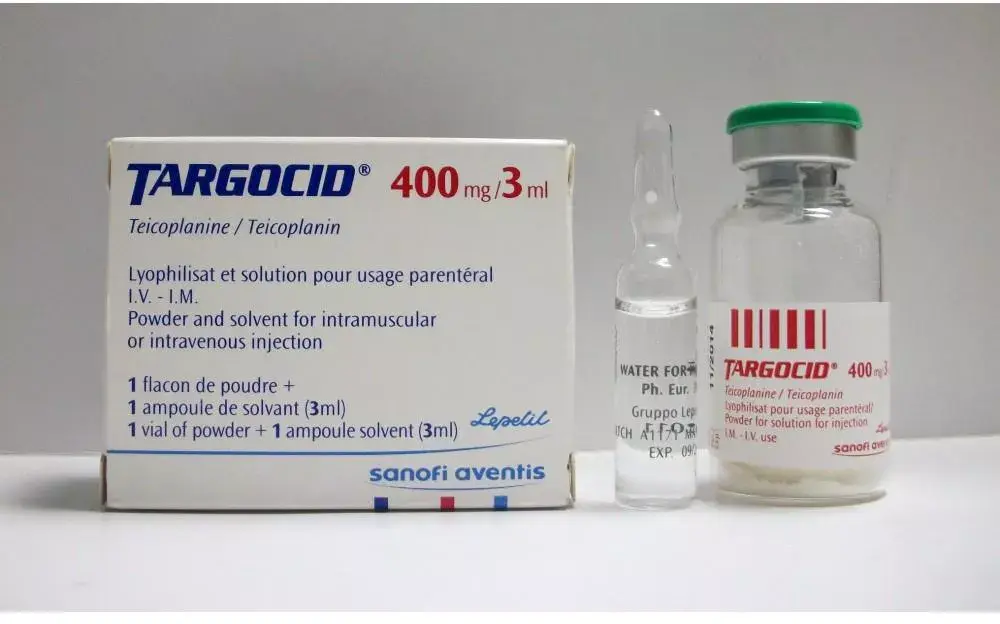 TARGOCID® 400 mg/3 ml
Teicoplanine / Teicoplanin
Lyophilisat et solution pour usage parentéral
I.V. - I.M.
Powder and solvent for intramuscular
or intravenous injection
1 flacon de poudre +
1 ampoule de solvant (3ml)
1 vial of powder + 1 ampoule solvent (3ml)
Lepetit
sanofi aventis
WATER FOR
Ph. Eur.
Gruppo
EXP.
11/2014
TARGOCID® 400 mg
Teicoplanine / Teicoplanin
Lyophilisat pour usage parentéral/
Powder for solution for injection
I.M. - I.V. use
sanofi aventis